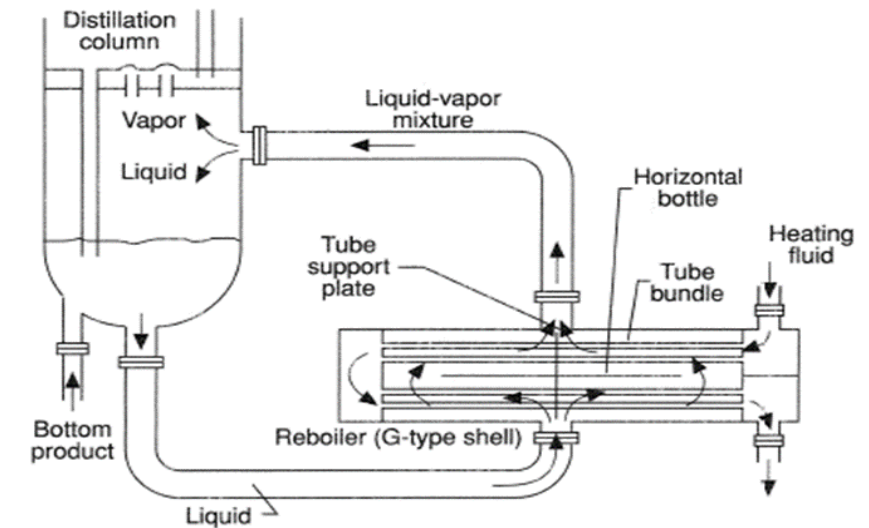 Distillation
column
Vapor
Liquid
Liquid-vapor
mixture
Horizontal
bottle
Tube
support
plate
Tube
bundle
Heating
fluid
Bottom
product
Reboiler (G-type shell)
Liquid